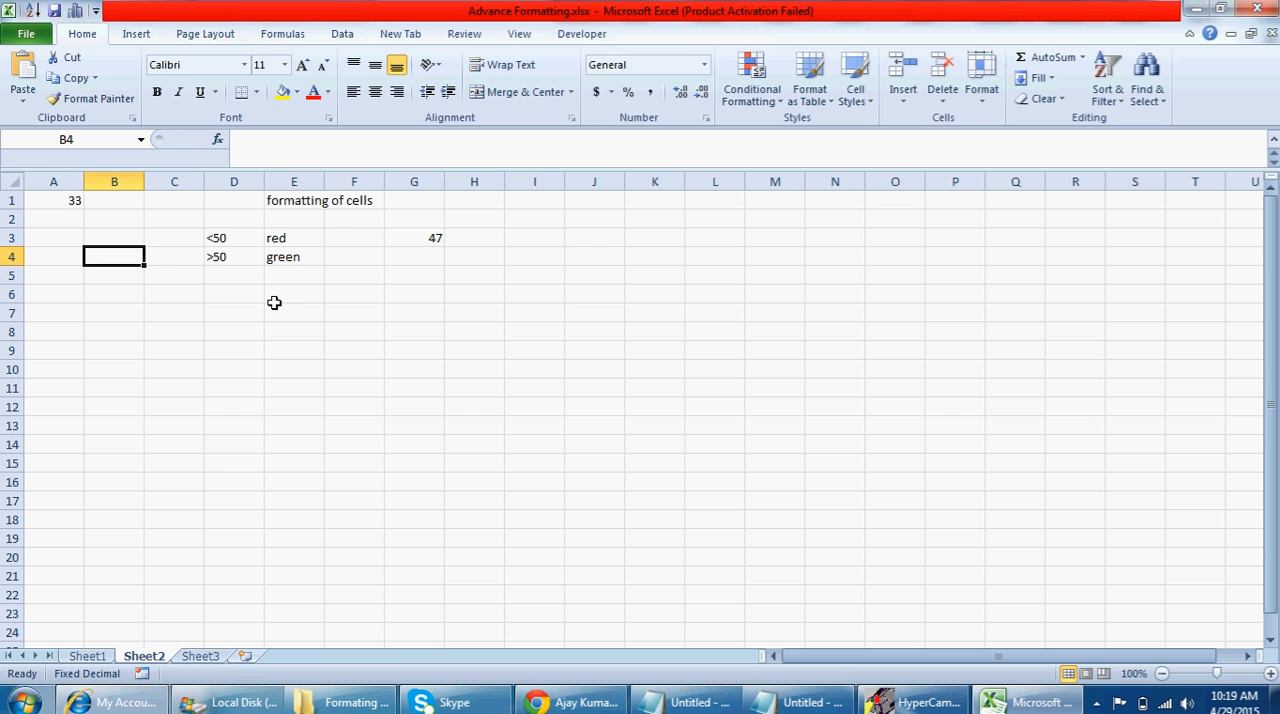 Advance Formatting.xlsx - Microsoft Excel (Product Activation Failed)
File Home Insert Page Layout Formulas Data New Tab Review View Developer
Cut
Copy
Format Painter
Paste
Clipboard
Calibri 11
B I U
Font
Wrap Text
Merge & Center
Alignment
General
$ % ,
Number
Conditional Formatting
Format as Table
Cell Styles
Styles
Insert Delete Format
Cells
Σ AutoSum
Fill
Clear
Sort & Filter
Find & Select
Editing
B4 fx
A B C D E F G H I J K L M N O P Q R S T U
1 33 formatting of cells
2
3 <50 red 47
4 >50 green
5
6
7
8
9
10
11
12
13
14
15
16
17
18
19
20
21
22
23
24
Sheet1 Sheet2 Sheet3
Ready Fixed Decimal 100%
My Accou... Local Disk (... Formating ... Skype Ajay Kuma... Untitled - ... Untitled - ... HyperCam... Microsoft ... 10:19 AM
4/29/2015